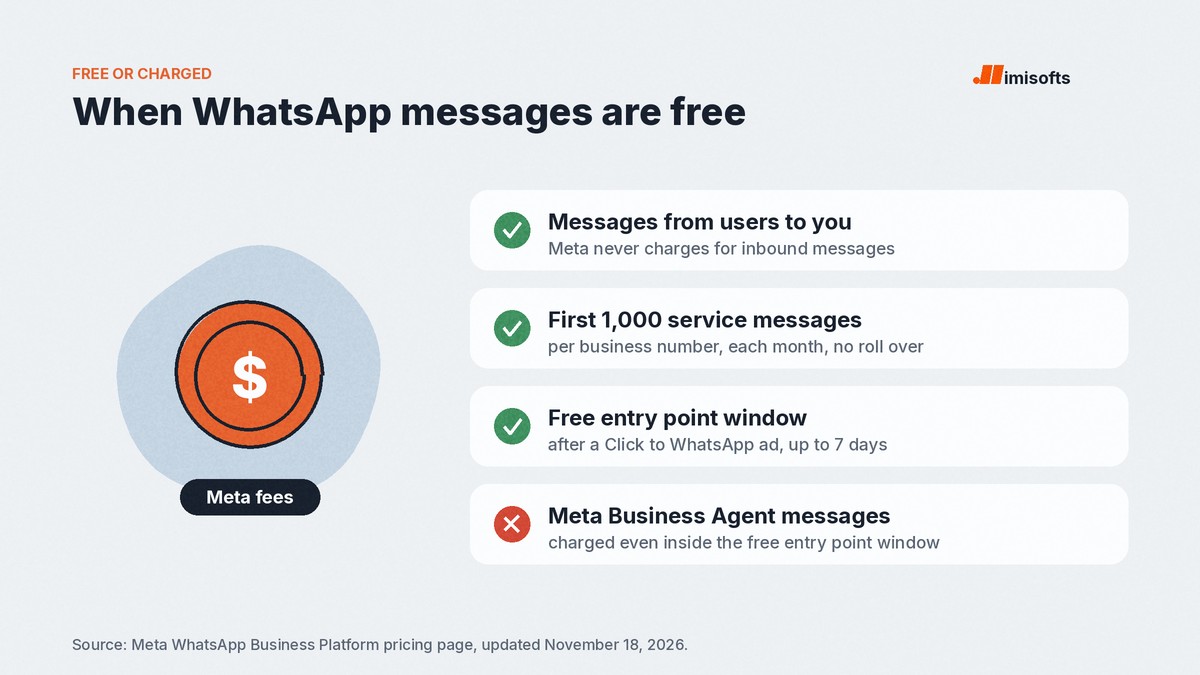 FREE OR CHARGED
imisofts
When WhatsApp messages are free
Messages from users to you
Meta never charges for inbound messages
First 1,000 service messages
per business number, each month, no roll over
Free entry point window
after a Click to WhatsApp ad, up to 7 days
Meta Business Agent messages
charged even inside the free entry point window
$
Meta fees
Source: Meta WhatsApp Business Platform pricing page, updated November 18, 2026.